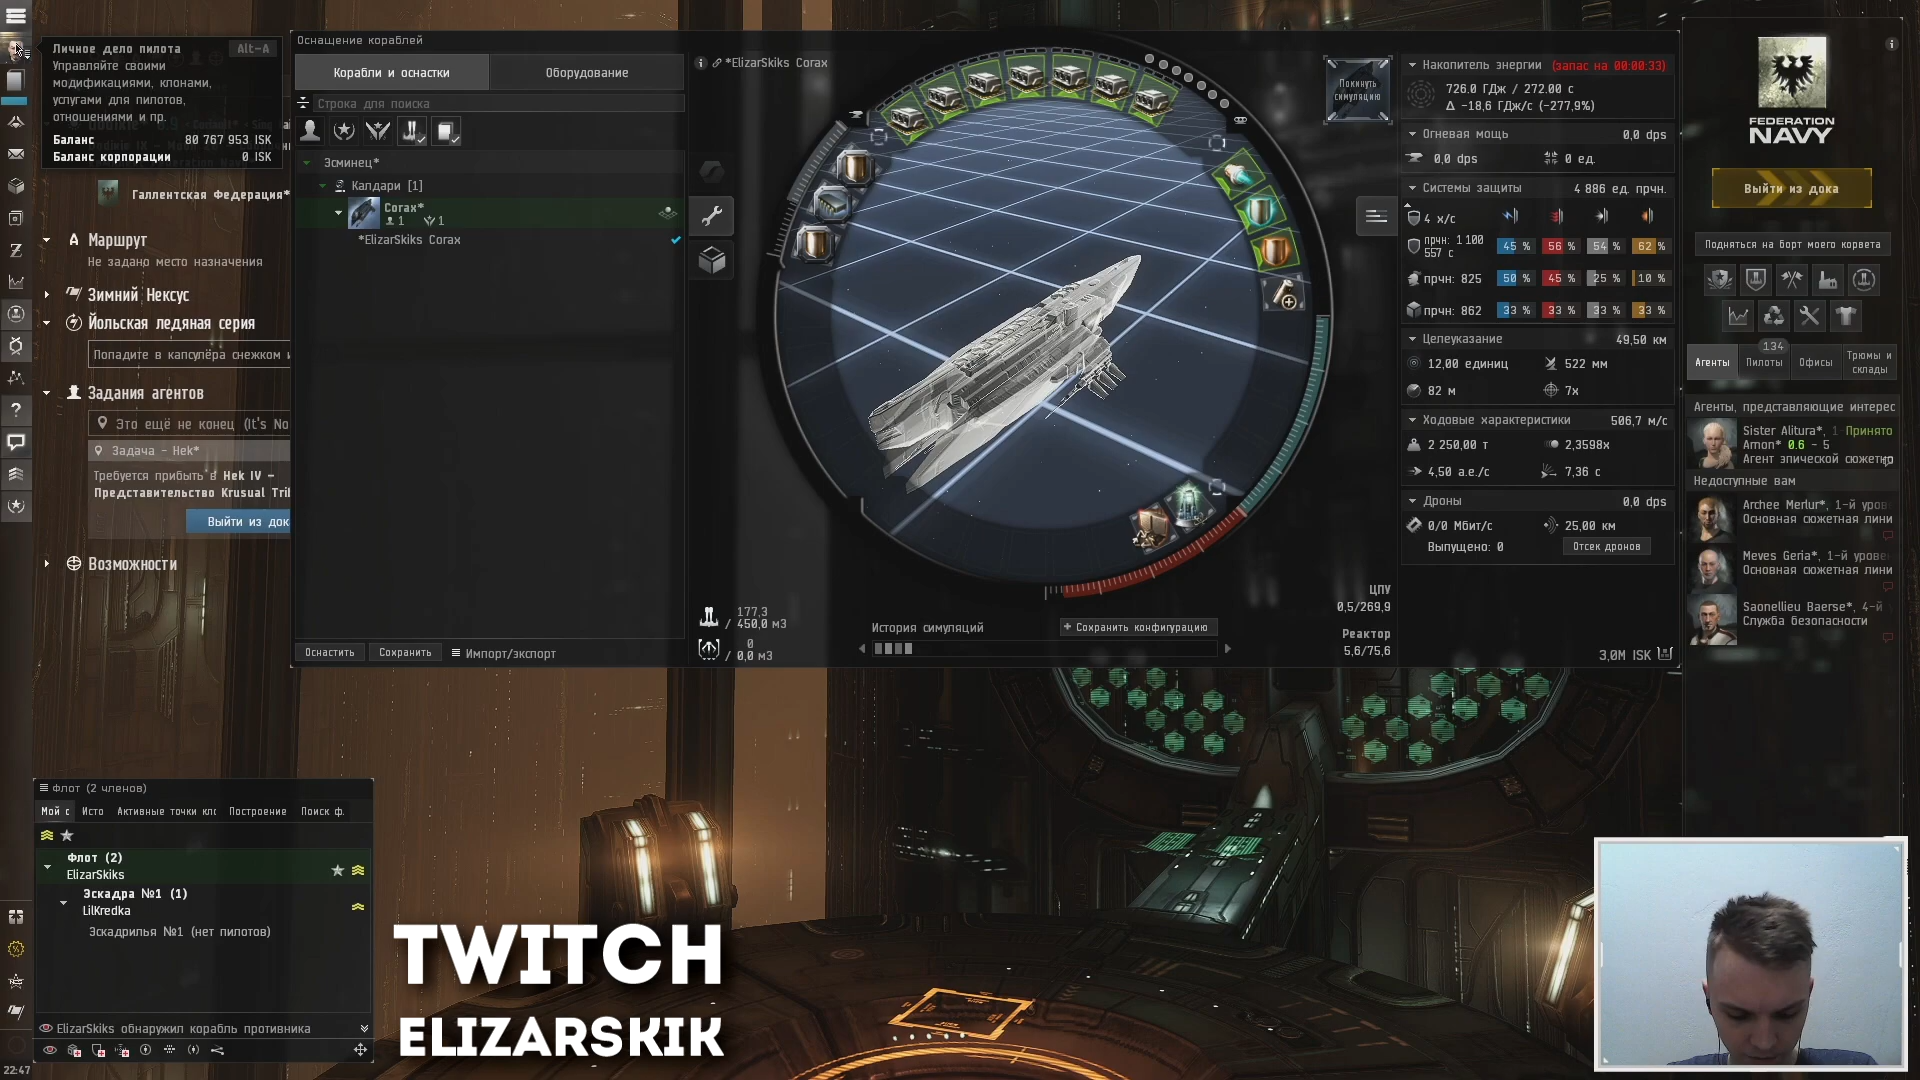 Личное дело пилота
Alt-A
Управляйте своими
модификациями, клонами,
услугами для пилотов,
отношениями и пр.
Баланс 80 767 953 ISK
Баланс корпорации 0 ISK
Галлентская Федерация*
Маршрут
Не задано место назначения
Зимний Нексус
Йольская ледяная серия
Попадите в капсулёра снежком и
Задания агентов
Это ещё не конец (It's No
Задача - Hek*
Требуется прибыть в Hek IV -
Представительство Krusual Tri
Выйти из док
Возможности
Оснащение кораблей
Корабли и оснастки
Оборудование
Строка для поиска
Эсминец*
Калдари [1]
Corax*
1 1
*ElizarSkiks Corax
Оснастить
Сохранить
Импорт/экспорт
*ElizarSkiks Corax
Покинуть
симуляцию
177,3
/ 450,0 м3
0
/ 0,0 м3
История симуляций
+ Сохранить конфигурацию
ЦПУ
0,5/269,9
Реактор
5,6/75,6
Накопитель энергии (запас на 00:00:33)
726.0 ГДж / 272.00 с
Δ -18,6 ГДж/с (-277,9%)
Огневая мощь 0,0 dps
0,0 dps 0 ед.
Системы защиты 4 886 ед. прчн.
4 х/с
прчн: 1 100
557 с
45 % 56 % 54 % 62 %
прчн: 825 50 % 45 % 25 % 10 %
прчн: 862 33 % 33 % 33 % 33 %
Целеуказание 49,50 км
12,00 единиц 522 мм
82 м 7x
Ходовые характеристики 506,7 м/с
2 250,00 т 2,3598x
4,50 а.е./с 7,36 с
Дроны 0,0 dps
0/0 Мбит/с 25,00 км
Выпущено: 0 Отсек дронов
3,0M ISK
FEDERATION
NAVY
Выйти из дока
Подняться на борт моего корвета
Агенты
134
Пилоты
Офисы
Трюмы и
склады
Агенты, представляющие интерес
Sister Alitura*, 1 Принято
Arnon* 0.6 - 5
Агент эпической сюжетно
Недоступные вам
Archee Merlur*, 1-й уров
Основная сюжетная лини
Meves Geria*, 1-й уров
Основная сюжетная лини
Saonellieu Baerse*, 4-й
Служба безопасности
Флот (2 членов)
Мой с
Исто
Активные точки клс
Построение
Поиск ф.
Флот (2)
ElizarSkiks
Эскадра №1 (1)
LilKredka
Эскадрилья №1 (нет пилотов)
ElizarSkiks обнаружил корабль противника
22:47
TWITCH
ELIZARSKIK